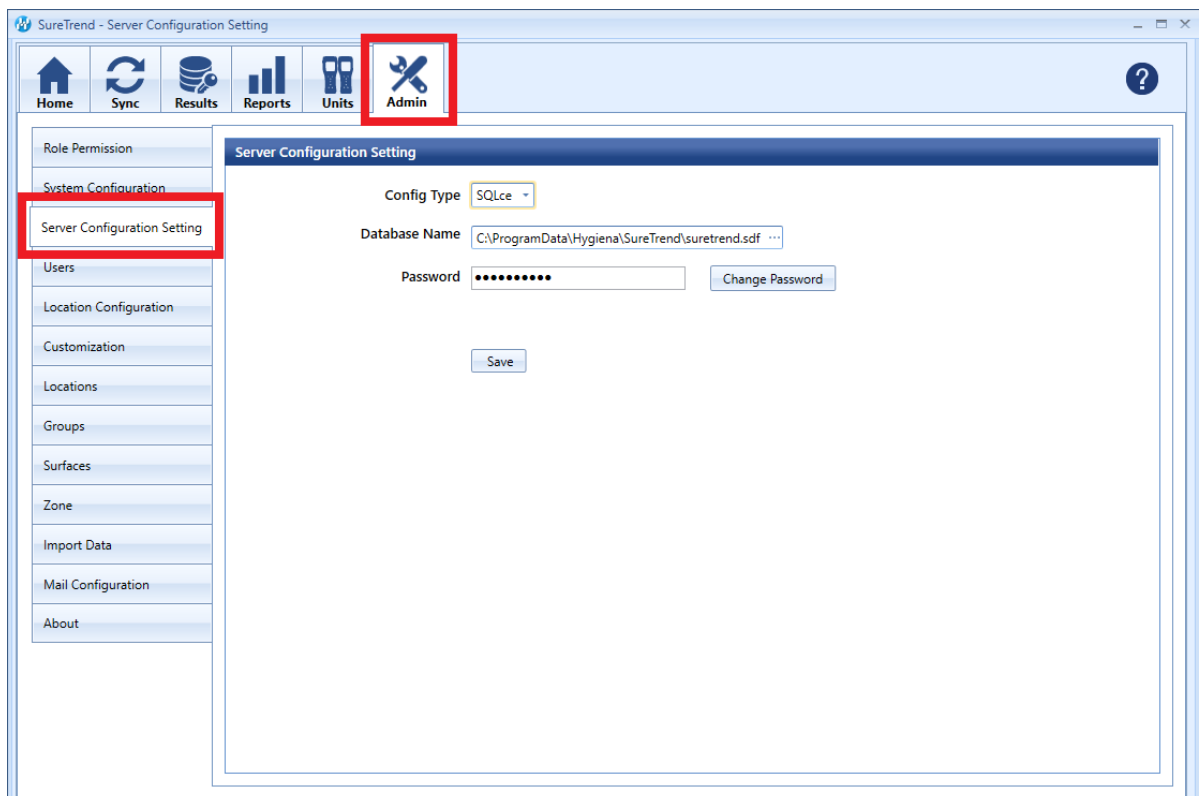 SureTrend - Server Configuration Setting
Home Sync Results Reports Units Admin
?
Role Permission
System Configuration
Server Configuration Setting
Users
Location Configuration
Customization
Locations
Groups
Surfaces
Zone
Import Data
Mail Configuration
About
Server Configuration Setting
Config Type SQLce
Database Name C:\ProgramData\Hygiena\SureTrend\suretrend.sdf ...
Password •••••••••• Change Password
Save